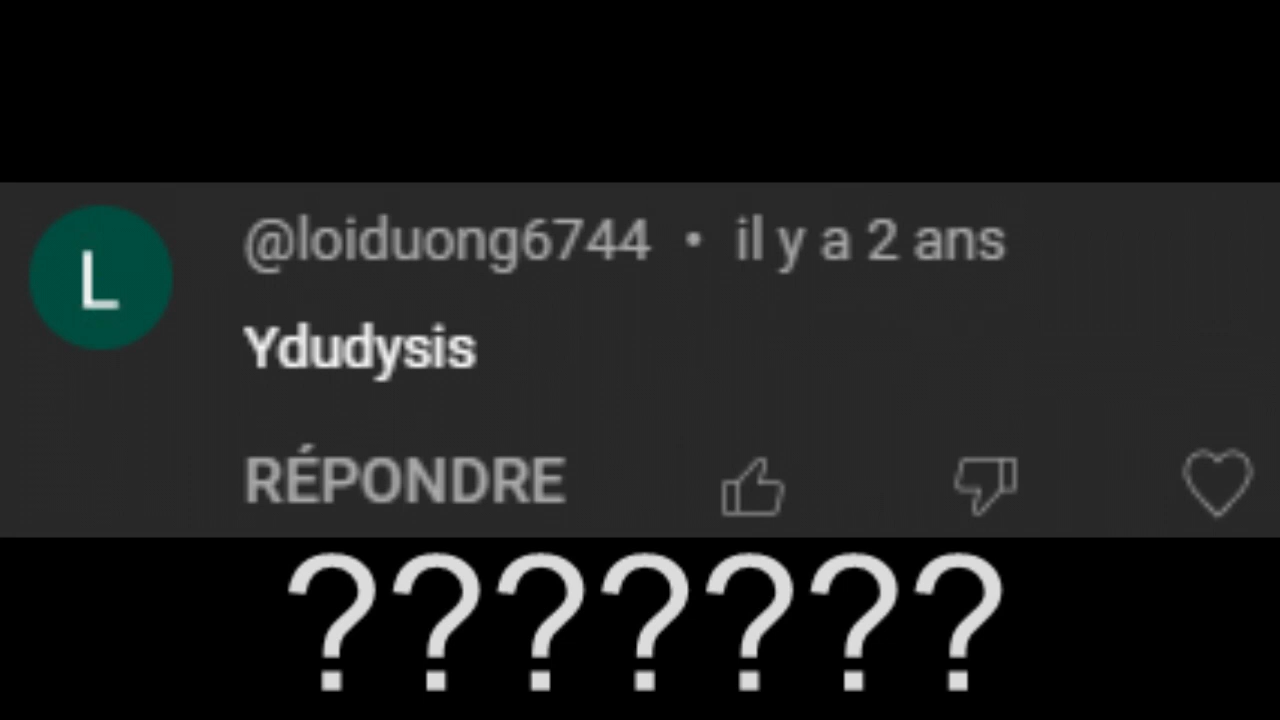 L
@loiduong6744 • il y a 2 ans
Ydudysis
RÉPONDRE
???????